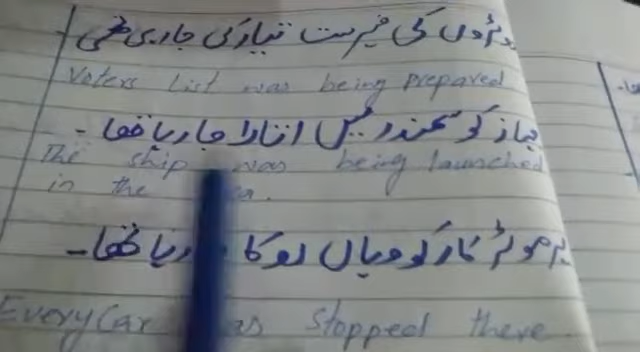 ووٹروں کی فہرست تیار کی جا رہی تھی
Voters List was being prepared
جہاز کو سمندر میں اتارا جا رہا تھا۔
The ship was being launched
in the
ہر موٹر کار کو وہاں روکا رہا تھا۔
Every Car as stopped there